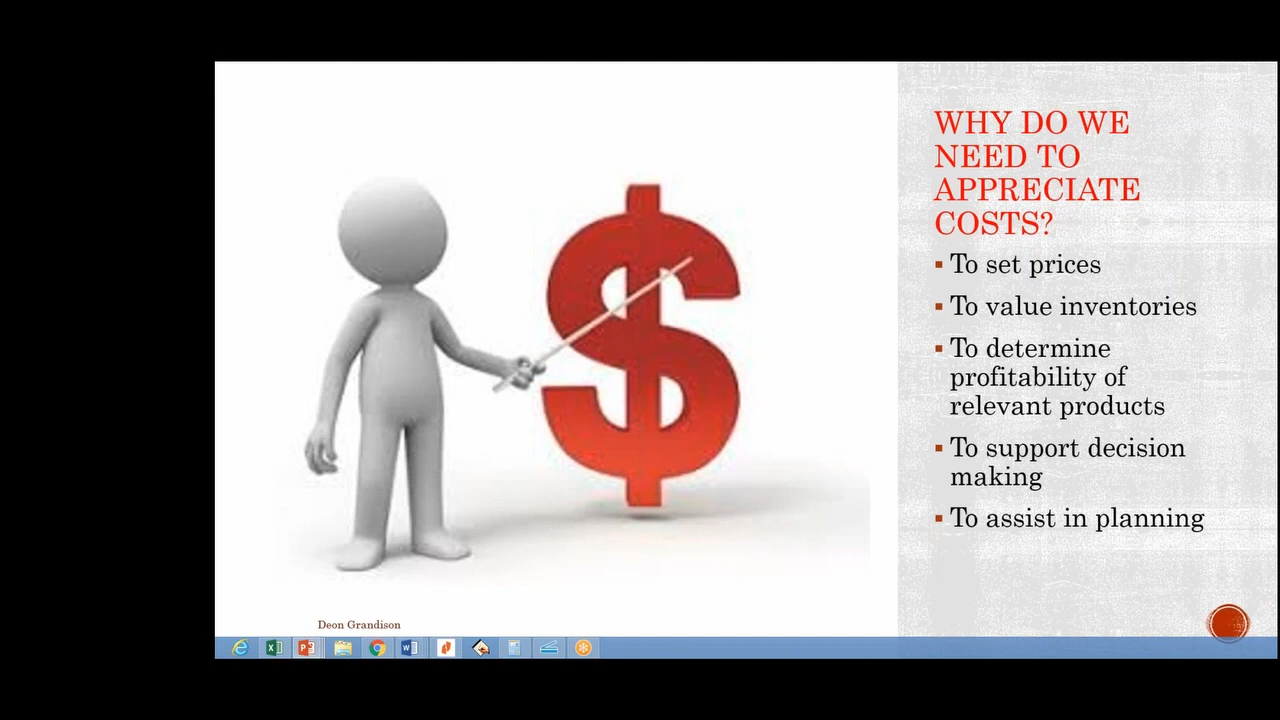 WHY DO WE
NEED TO
APPRECIATE
COSTS?
▪ To set prices
▪ To value inventories
▪ To determine
profitability of
relevant products
▪ To support decision
making
▪ To assist in planning
Deon Grandison